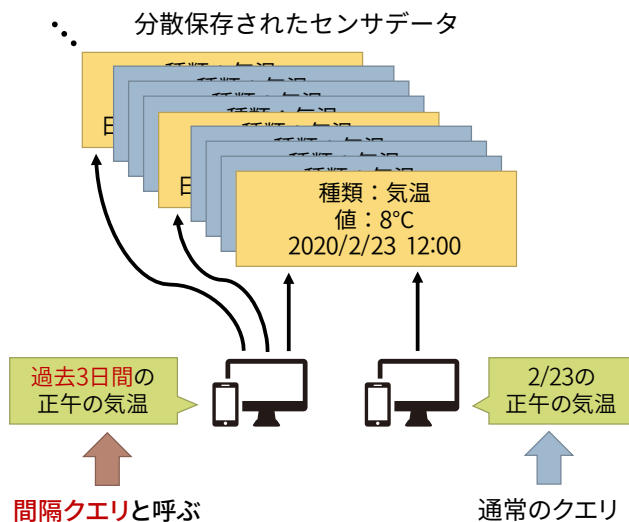 分散保存されたセンサデータ
種類：気温
値：8℃
2020/2/23 12:00
過去3日間の
正午の気温
2/23の
正午の気温
間隔クエリと呼ぶ
通常のクエリ